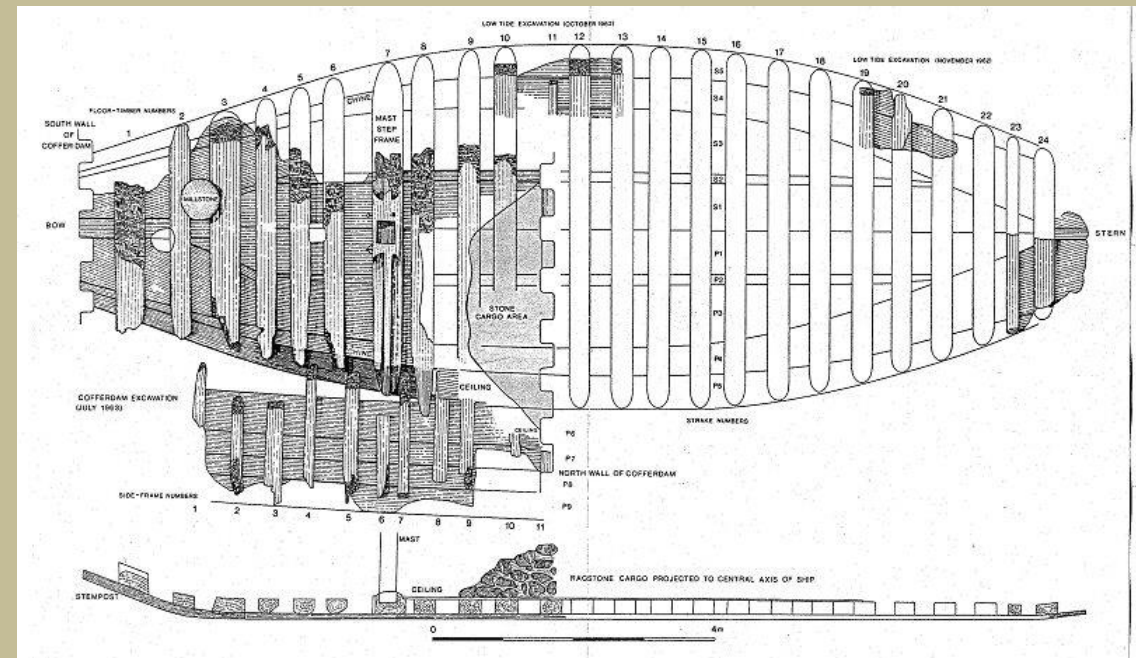 LOW TIDE EXCAVATION (OCTOBER 1962)
1 2 3 4 5 6 7 8 9 10 11 12 13 14 15 16 17 18 19 20 21 22 23 24
LOW TIDE EXCAVATION (NOVEMBER 1962)
FLOOR-TIMBER NUMBERS
SOUTH WALL
OF
COFFERDAM
CHINE
MAST
STEP
FRAME
MILLSTONE
BOW
STERN
S5
S4
S3
S2
S1
P1
P2
P3
P4
P5
STONE
CARGO AREA
CHINE
CEILING
COFFERDAM EXCAVATION
(JULY 1963)
STRAKE NUMBERS
CEILING
P6
P7
NORTH WALL OF COFFERDAM
P8
P9
SIDE-FRAME NUMBERS
1 2 3 4 5 6 7 8 9 10 11
MAST
CEILING
RAGSTONE CARGO PROJECTED TO CENTRAL AXIS OF SHIP
STEMPOST
0 4m